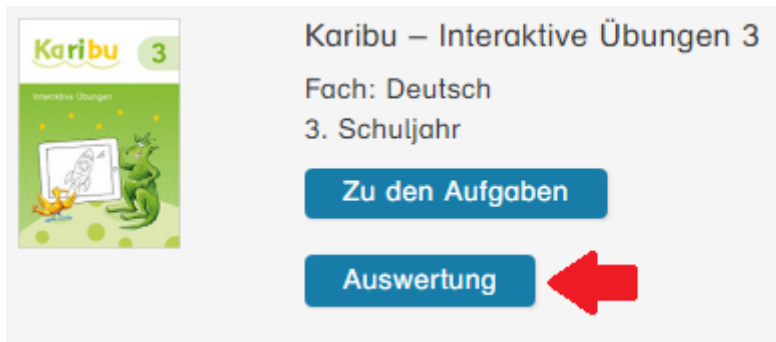 Karibu 3
Interaktive Übungen
Karibu – Interaktive Übungen 3
Fach: Deutsch
3. Schuljahr
Zu den Aufgaben
Auswertung